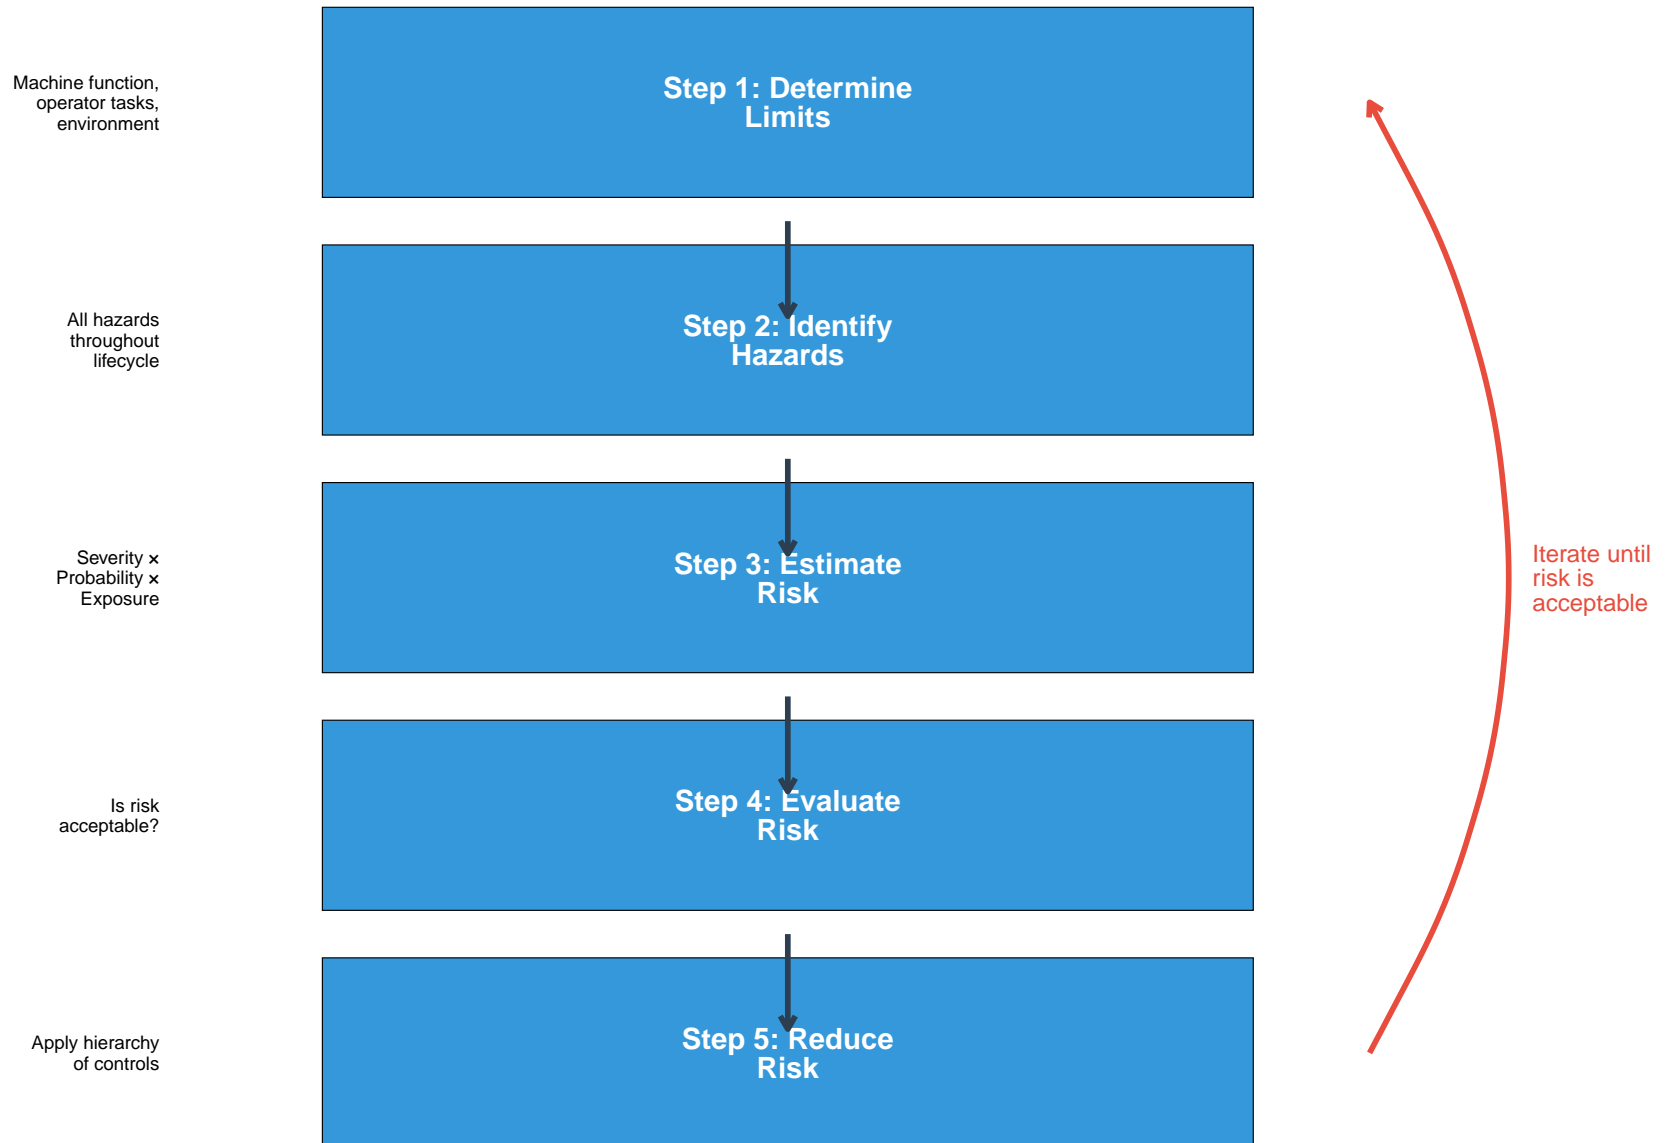 Machine function,
operator tasks,
environment
Step 1: Determine
Limits
All hazards
throughout
lifecycle
Step 2: Identify
Hazards
Severity ×
Probability ×
Exposure
Step 3: Estimate
Risk
Iterate until
risk is
acceptable
Is risk
acceptable?
Step 4: Evaluate
Risk
Apply hierarchy
of controls
Step 5: Reduce
Risk